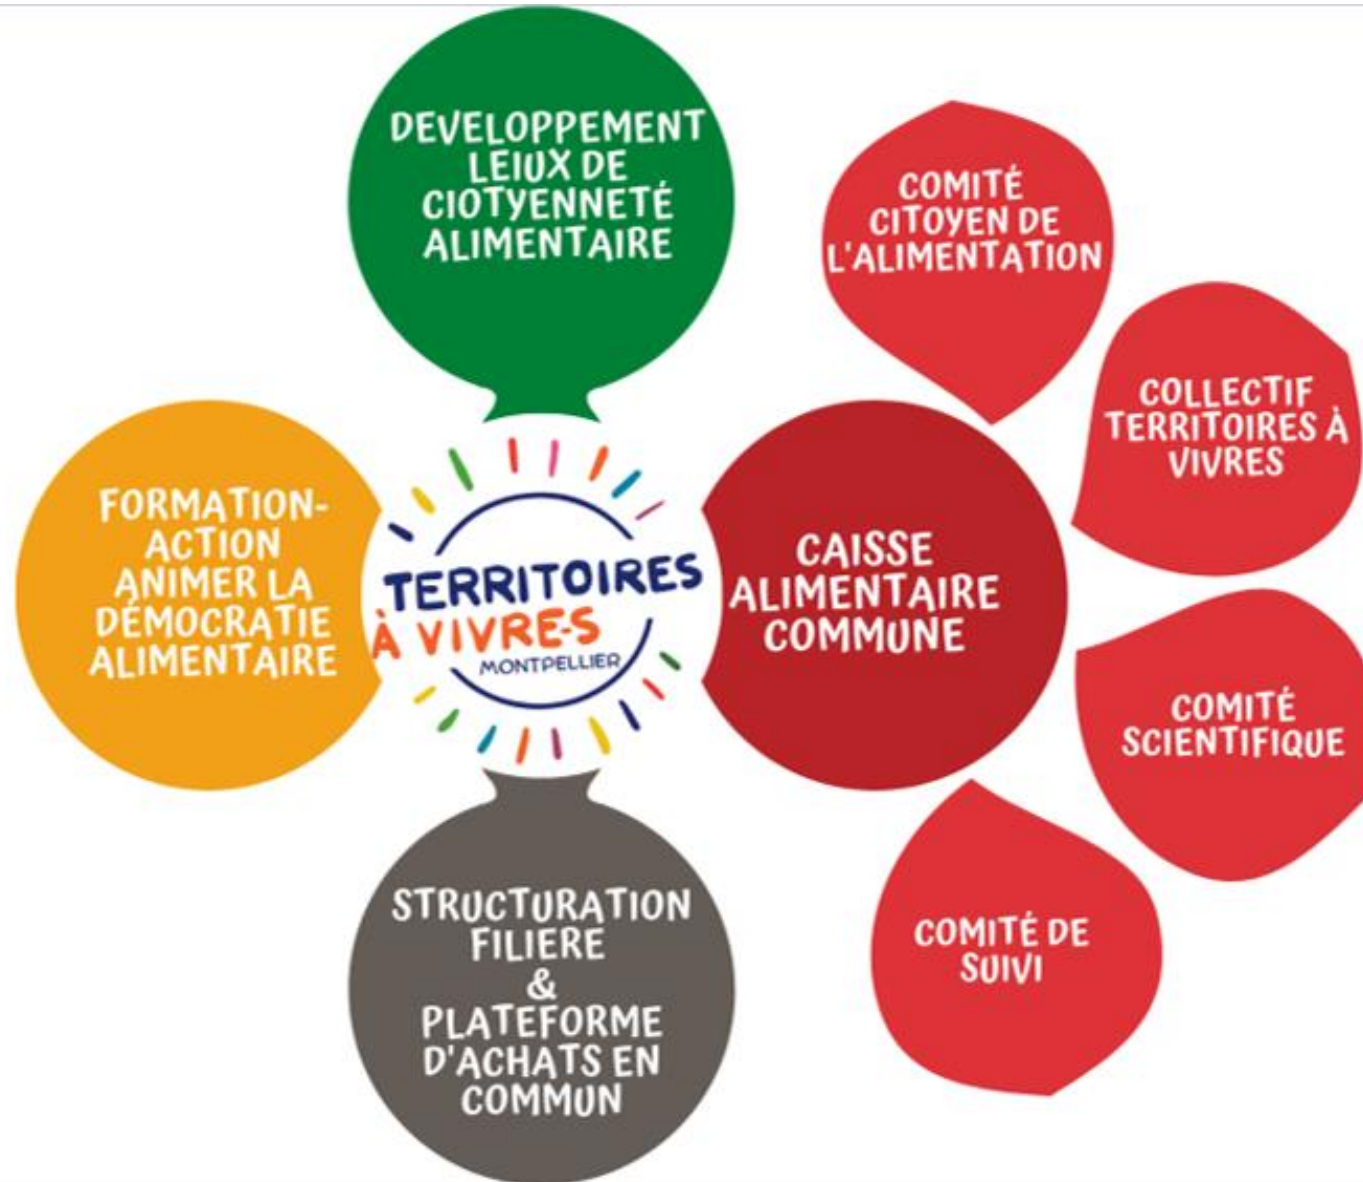 DEVELOPPEMENT
LEIUX DE
CIOTYENNETÉ
ALIMENTAIRE
COMITÉ
CITOYEN DE
L'ALIMENTATION
COLLECTIF
TERRITOIRES À
VIVRES
FORMATION-
ACTION
ANIMER LA
DÉMOCRATIE
ALIMENTAIRE
TERRITOIRES
À VIVRE-S
MONTPELLIER
CAISSE
ALIMENTAIRE
COMMUNE
COMITÉ
SCIENTIFIQUE
STRUCTURATION
FILIERE
&
PLATEFORME
D'ACHATS EN
COMMUN
COMITÉ DE
SUIVI